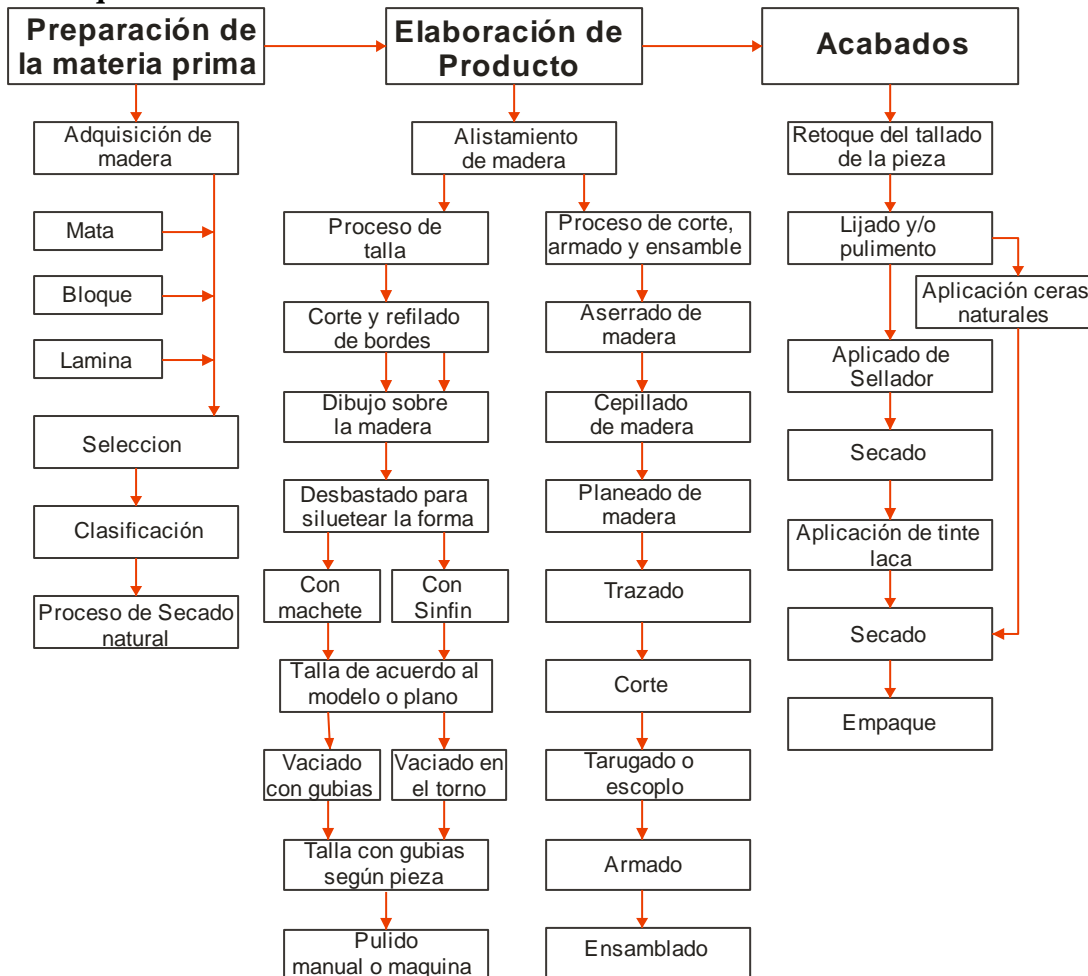 Preparación de
la materia prima
Elaboración de
Producto
Acabados
Adquisición de
madera
Mata
Bloque
Lamina
Seleccion
Clasificación
Proceso de Secado
natural
Alistamiento
de madera
Proceso de
talla
Corte y refilado
de bordes
Dibujo sobre
la madera
Desbastado para
siluetear la forma
Con
machete
Con
Sinfin
Talla de acuerdo al
modelo o plano
Vaciado
con gubias
Vaciado en
el torno
Talla con gubias
según pieza
Pulido
manual o maquina
Proceso de corte,
armado y ensamble
Aserrado de
madera
Cepillado
de madera
Planeado de
madera
Trazado
Corte
Tarugado o
escoplo
Armado
Ensamblado
Retoque del tallado
de la pieza
Lijado y/o
pulimento
Aplicación ceras
naturales
Aplicado de
Sellador
Secado
Aplicación de tinte
laca
Secado
Empaque